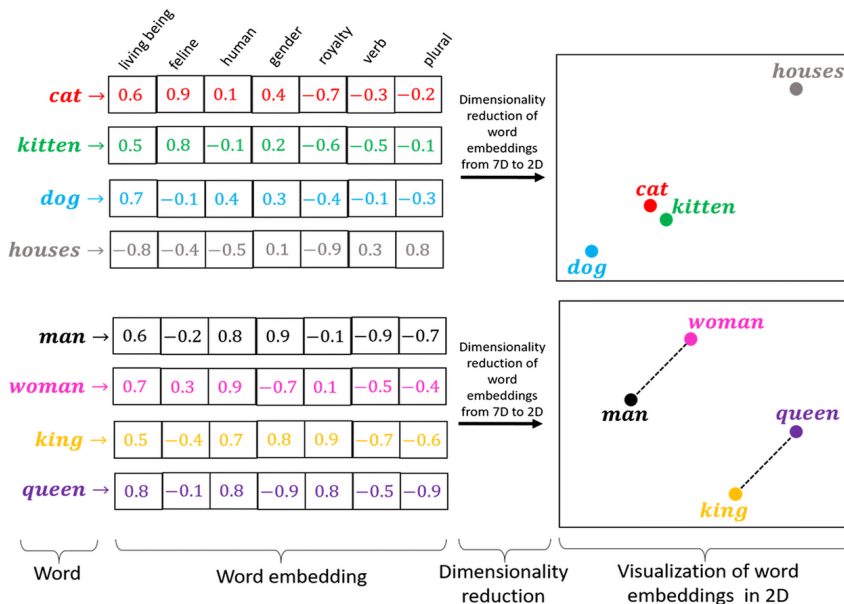 living being feline human gender royalty verb plural
cat → 0.6 0.9 0.1 0.4 −0.7 −0.3 −0.2
kitten → 0.5 0.8 −0.1 0.2 −0.6 −0.5 −0.1
dog → 0.7 −0.1 0.4 0.3 −0.4 −0.1 −0.3
houses → −0.8 −0.4 −0.5 0.1 −0.9 0.3 0.8
Dimensionality
reduction of
word
embeddings
from 7D to 2D
houses
cat
kitten
dog
man → 0.6 −0.2 0.8 0.9 −0.1 −0.9 −0.7
woman → 0.7 0.3 0.9 −0.7 0.1 −0.5 −0.4
king → 0.5 −0.4 0.7 0.8 0.9 −0.7 −0.6
queen → 0.8 −0.1 0.8 −0.9 0.8 −0.5 −0.9
Dimensionality
reduction of
word
embeddings
from 7D to 2D
woman
man
queen
king
Word
Word embedding
Dimensionality
reduction
Visualization of word
embeddings in 2D